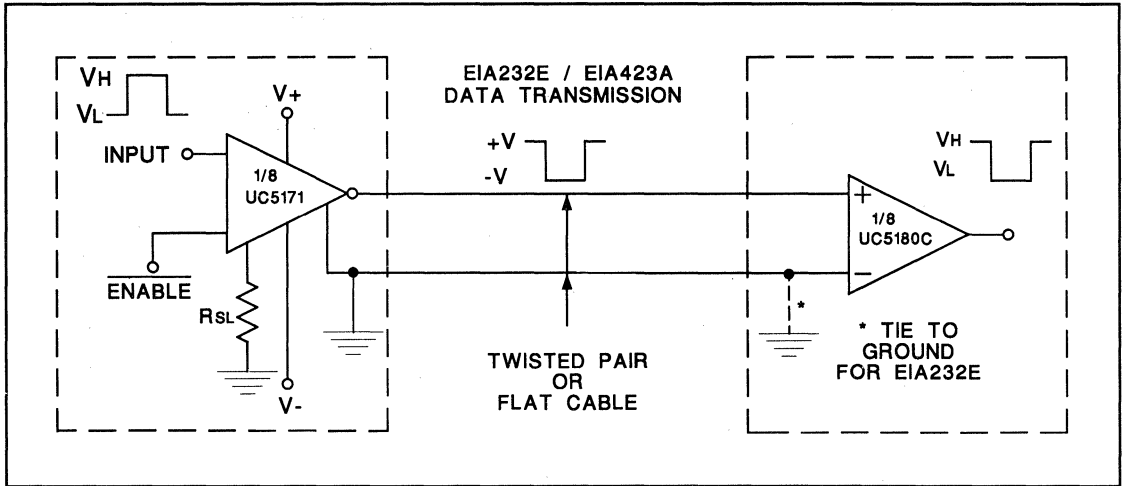 EIA232E / EIA423A
DATA TRANSMISSION
VH
VL
V+
INPUT
1/8
UC5171
ENABLE
RSL
V-
+V
-V
TWISTED PAIR
OR
FLAT CABLE
VH
VL
+
1/8
UC5180C
−
*
* TIE TO
GROUND
FOR EIA232E